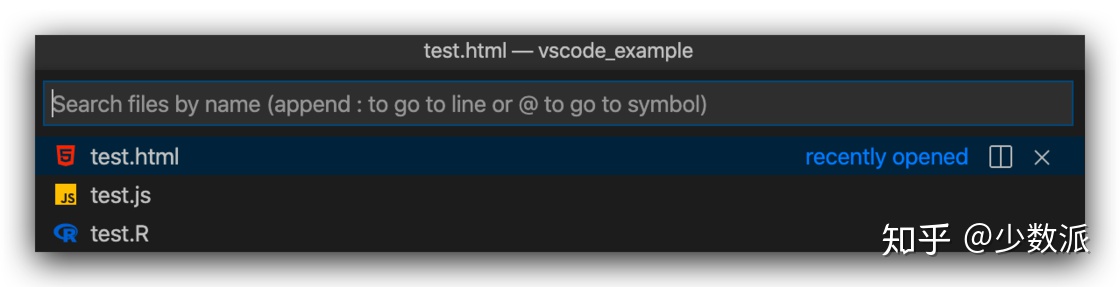 test.html — vscode_example
Search files by name (append : to go to line or @ to go to symbol)
test.html recently opened
JS test.js
R test.R
知乎 @少数派